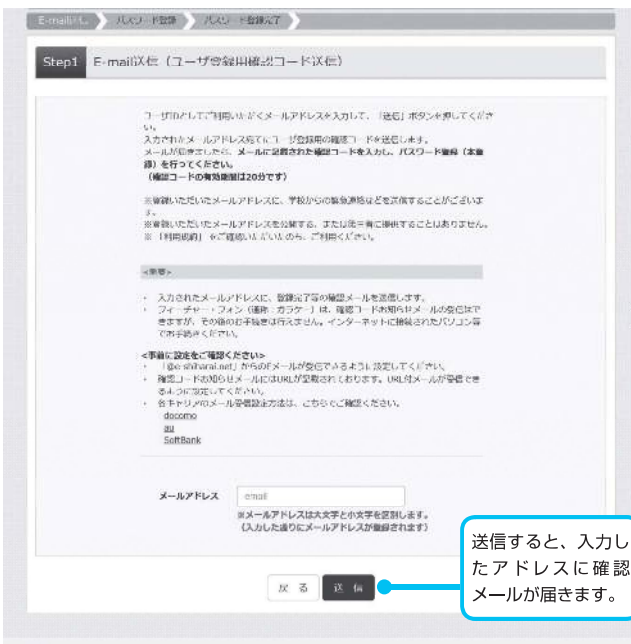 E-mail送信 パスワード登録 パスワード登録完了
Step1 E-mail送信（ユーザ登録用確認コード送信）
ユーザIDとしてご利用いただくメールアドレスを入力して、「送信」ボタンを押してくださ
い。
入力されたメールアドレス宛てにユーザ登録用の確認コードを送信します。
メールが届きましたら、メールに記載された確認コードを入力し、パスワード登録（本登
録）を行ってください。
（確認コードの有効期間は20分です）
※登録いただいたメールアドレスに、学校からの緊急連絡などを送信することがございま
す。
※登録いただいたメールアドレスを公開する、または第三者に提供することはありません。
※「利用規約」をご確認いただいたのち、ご利用ください。
<重要>
・ 入力されたメールアドレスに、登録完了等の確認メールを送信します。
・ フィーチャー・フォン（通称：ガラケー）は、確認コードお知らせメールの受信はで
きますが、その後のお手続きは行えません。インターネットに接続されたパソコン等
でお手続きください。
<事前に設定をご確認ください>
・ 「@e-shiharai.net」からのEメールが受信できるように設定してください。
・ 確認コードお知らせメールにはURLが記載されております。URL付メールが受信でき
るように設定してください。
・ 各キャリアのメール受信設定方法は、こちらでご確認ください。
docomo
au
SoftBank
メールアドレス email
※メールアドレスは大文字と小文字を区別します。
（入力した通りにメールアドレスが登録されます）
戻 る 送 信
送信すると、入力し
たアドレスに確認
メールが届きます。